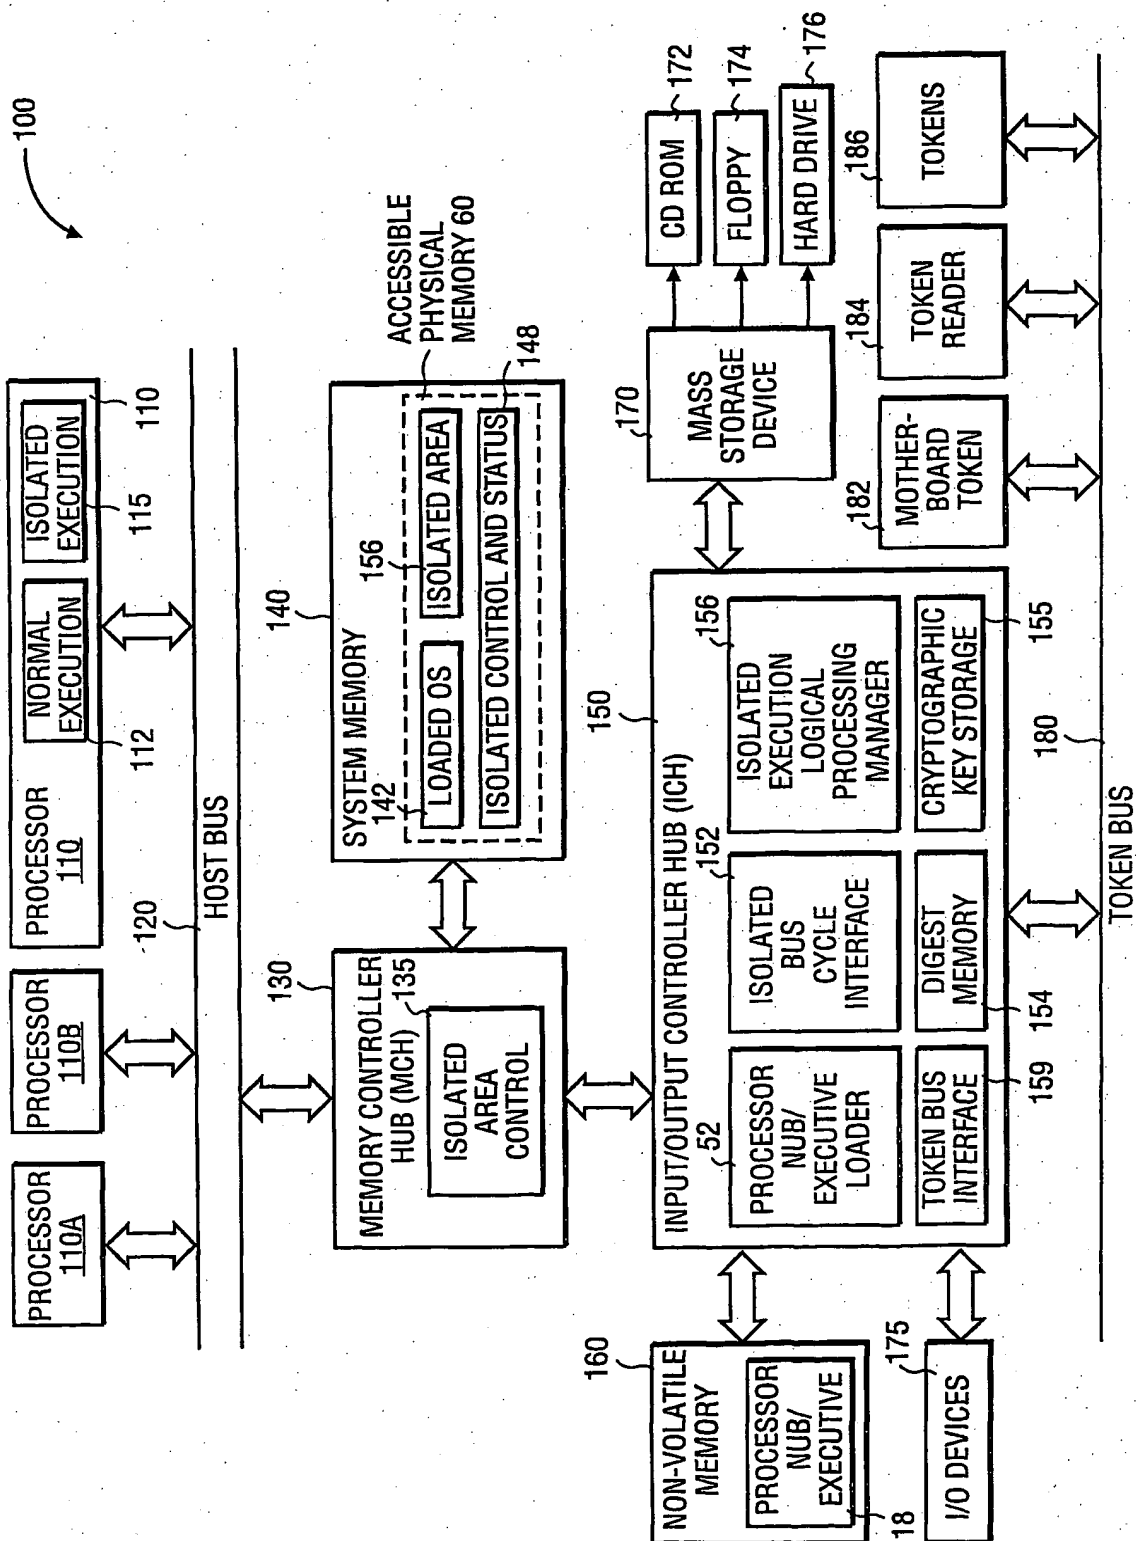 100
PROCESSOR
110A
PROCESSOR
110B
PROCESSOR
110
NORMAL
EXECUTION
112
ISOLATED
EXECUTION
115
110
120
HOST BUS
130
MEMORY CONTROLLER
HUB (MCH)
135
ISOLATED
AREA
CONTROL
140
SYSTEM MEMORY
142
LOADED OS
156
ISOLATED AREA
ISOLATED CONTROL AND STATUS
148
ACCESSIBLE
PHYSICAL
MEMORY 60
150
INPUT/OUTPUT CONTROLLER HUB (ICH)
52
PROCESSOR
NUB/
EXECUTIVE
LOADER
152
ISOLATED
BUS
CYCLE
INTERFACE
156
ISOLATED
EXECUTION
LOGICAL
PROCESSING
MANAGER
TOKEN BUS
INTERFACE
159
DIGEST
MEMORY
154
CRYPTOGRAPHIC
KEY STORAGE
155
160
NON-VOLATILE
MEMORY
PROCESSOR
NUB/
EXECUTIVE
18
175
I/O DEVICES
170
MASS
STORAGE
DEVICE
CD ROM
172
FLOPPY
174
HARD DRIVE
176
182
MOTHER-
BOARD
TOKEN
184
TOKEN
READER
186
TOKENS
180
TOKEN BUS